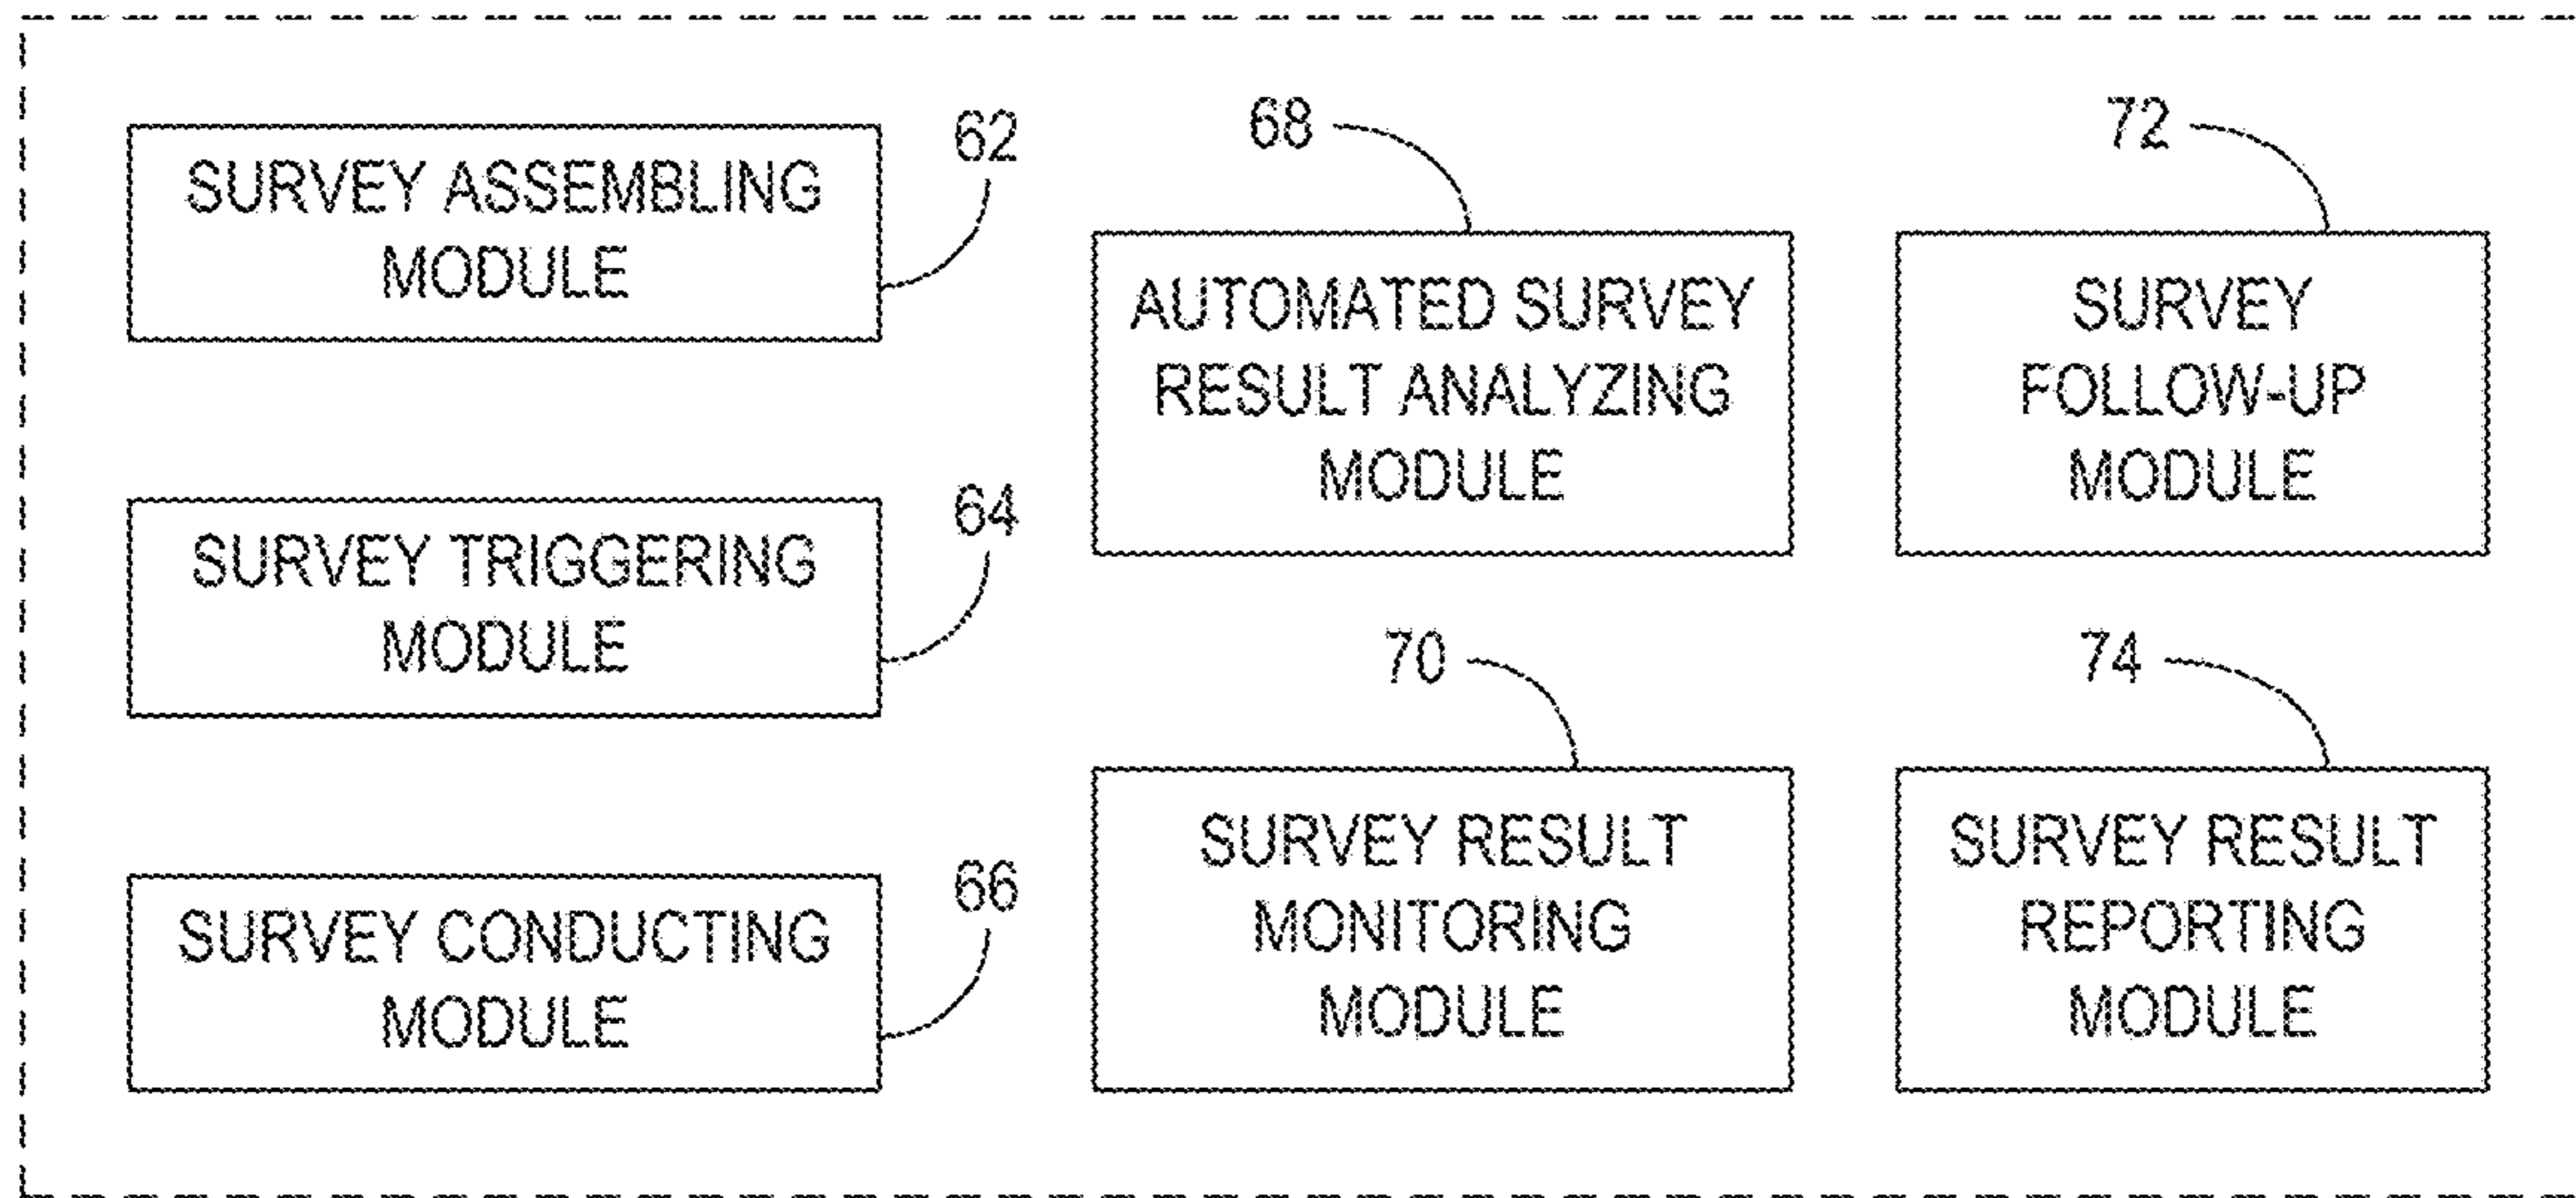 62
SURVEY ASSEMBLING
MODULE
64
SURVEY TRIGGERING
MODULE
66
SURVEY CONDUCTING
MODULE
68
AUTOMATED SURVEY
RESULT ANALYZING
MODULE
70
SURVEY RESULT
MONITORING
MODULE
72
SURVEY
FOLLOW-UP
MODULE
74
SURVEY RESULT
REPORTING
MODULE